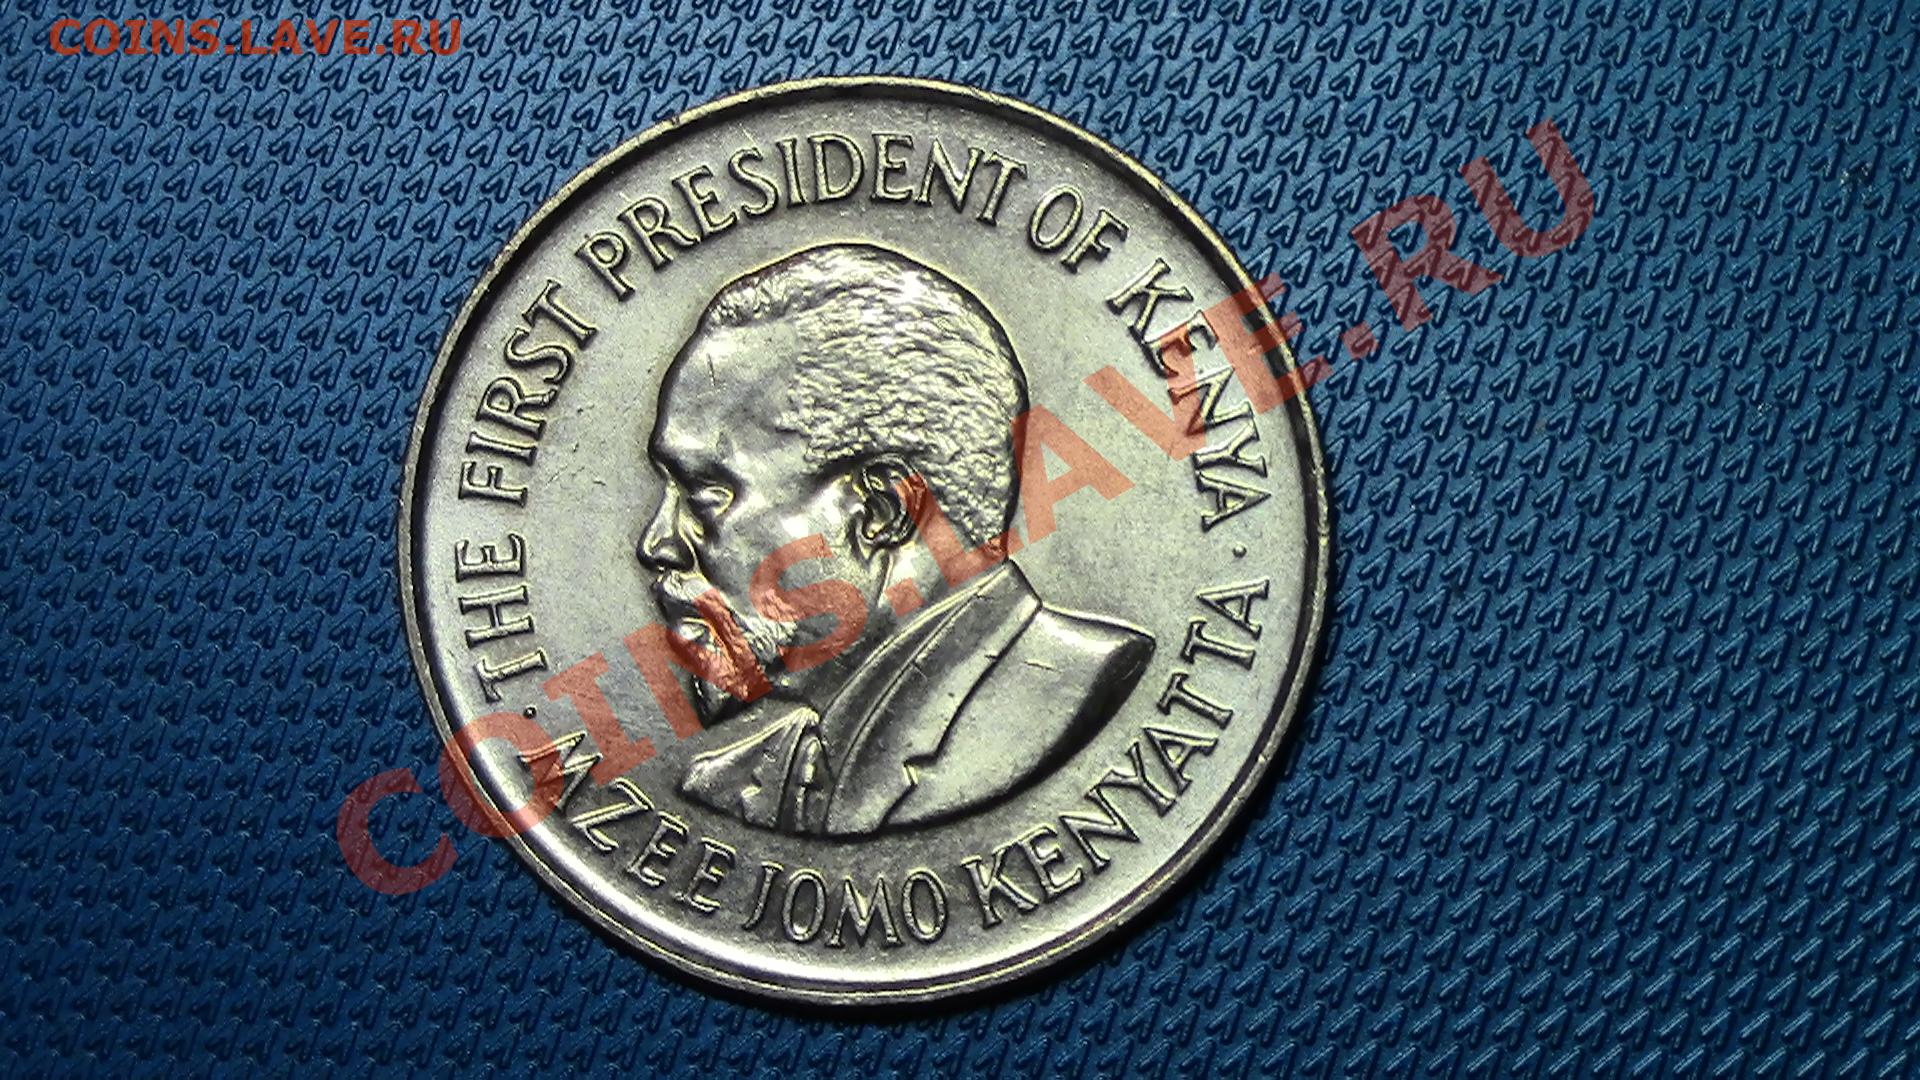 COINS.LAVE.RU
· THE FIRST PRESIDENT OF KENYA ·
MZEE JOMO KENYATTA
COINS.LAVE.RU